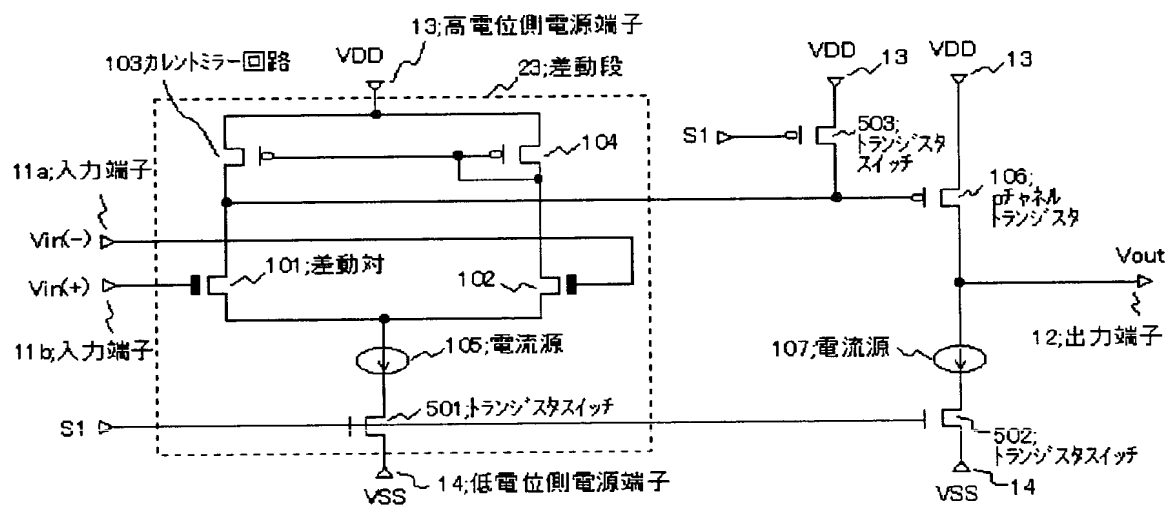 13;高電位側電源端子
VDD
103;カレントミラー回路
23;差動段
VDD
13
VDD
13
104
S1
503;
トランジスタ
スイッチ
11a;入力端子
106;
pチャネル
トランジスタ
Vin(-)
Vin(+)
101;差動対
102
Vout
11b;入力端子
105;電流源
107;電流源
12;出力端子
S1
501;トランジスタスイッチ
502;
トランジスタスイッチ
VSS
14;低電位側電源端子
VSS
14